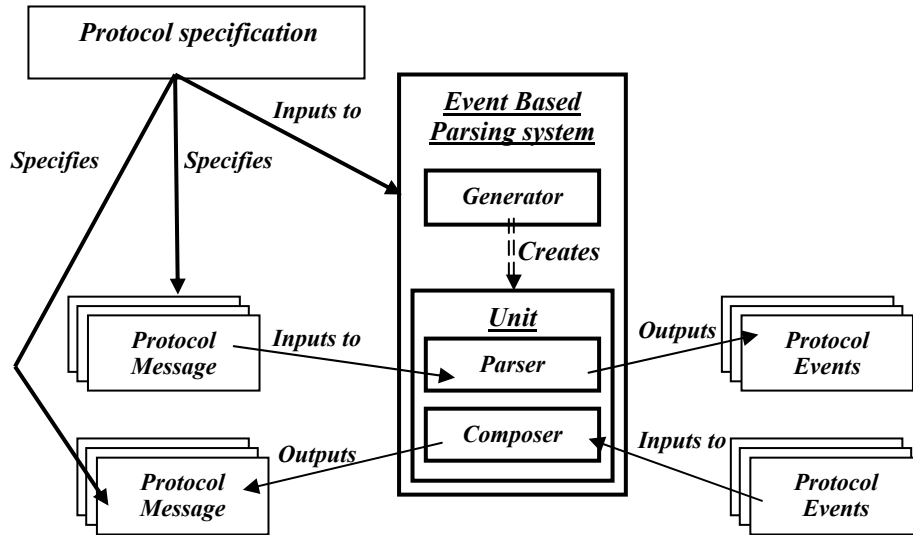 Protocol specification
Inputs to
Event Based
Parsing system
Specifies
Specifies
Generator
Creates
Unit
Protocol
Message
Inputs to
Parser
Outputs
Protocol
Events
Composer
Outputs
Inputs to
Protocol
Message
Protocol
Events